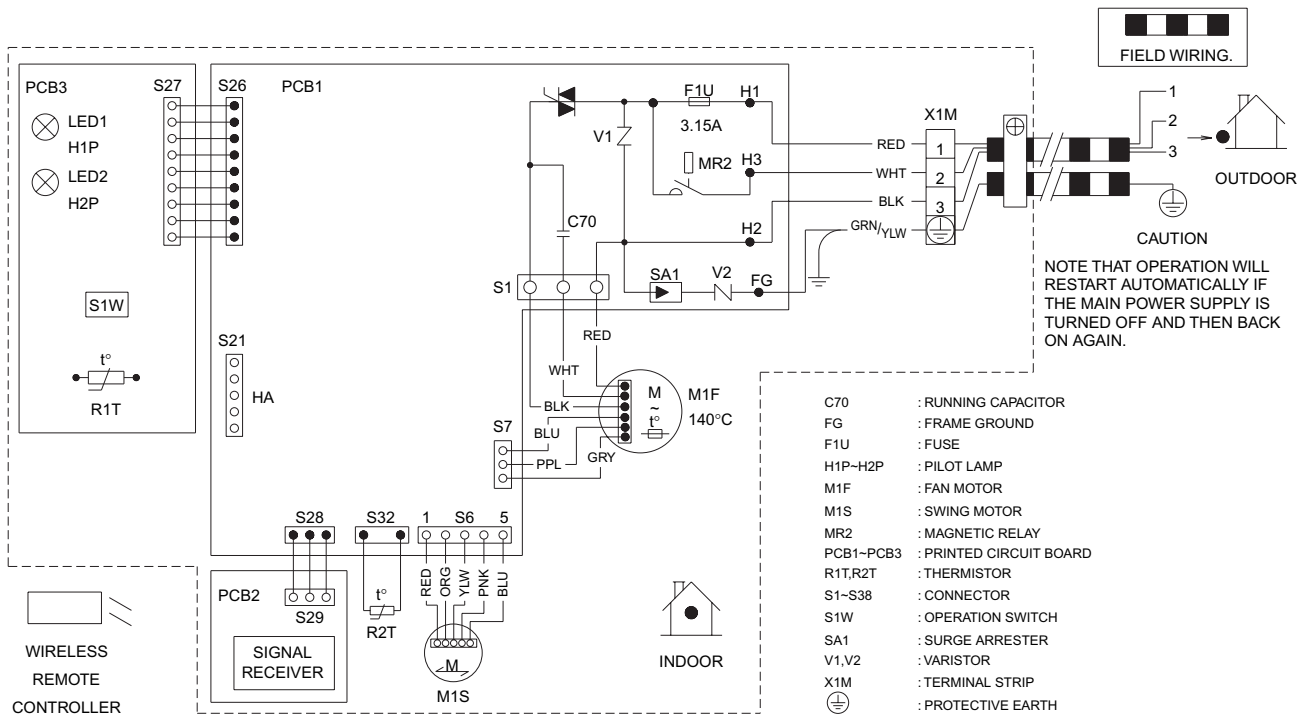 FIELD WIRING.
PCB3
S27
S26
PCB1
LED1
H1P
LED2
H2P
S1W
t°
R1T
S21
HA
F1U
3.15A
H1
V1
MR2
H3
C70
H2
S1
SA1
V2
FG
X1M
RED
1
WHT
2
BLK
3
GRN/YLW
1
2
3
OUTDOOR
CAUTION
NOTE THAT OPERATION WILL
RESTART AUTOMATICALLY IF
THE MAIN POWER SUPPLY IS
TURNED OFF AND THEN BACK
ON AGAIN.
RED
WHT
BLK
BLU
PPL
GRY
S7
M
~
t°
M1F
140°C
S28
S32
1
S6
5
RED
ORG
YLW
PNK
BLU
PCB2
S29
SIGNAL
RECEIVER
t°
R2T
M
M1S
INDOOR
WIRELESS
REMOTE
CONTROLLER
C70 : RUNNING CAPACITOR
FG : FRAME GROUND
F1U : FUSE
H1P~H2P : PILOT LAMP
M1F : FAN MOTOR
M1S : SWING MOTOR
MR2 : MAGNETIC RELAY
PCB1~PCB3 : PRINTED CIRCUIT BOARD
R1T,R2T : THERMISTOR
S1~S38 : CONNECTOR
S1W : OPERATION SWITCH
SA1 : SURGE ARRESTER
V1,V2 : VARISTOR
X1M : TERMINAL STRIP
: PROTECTIVE EARTH